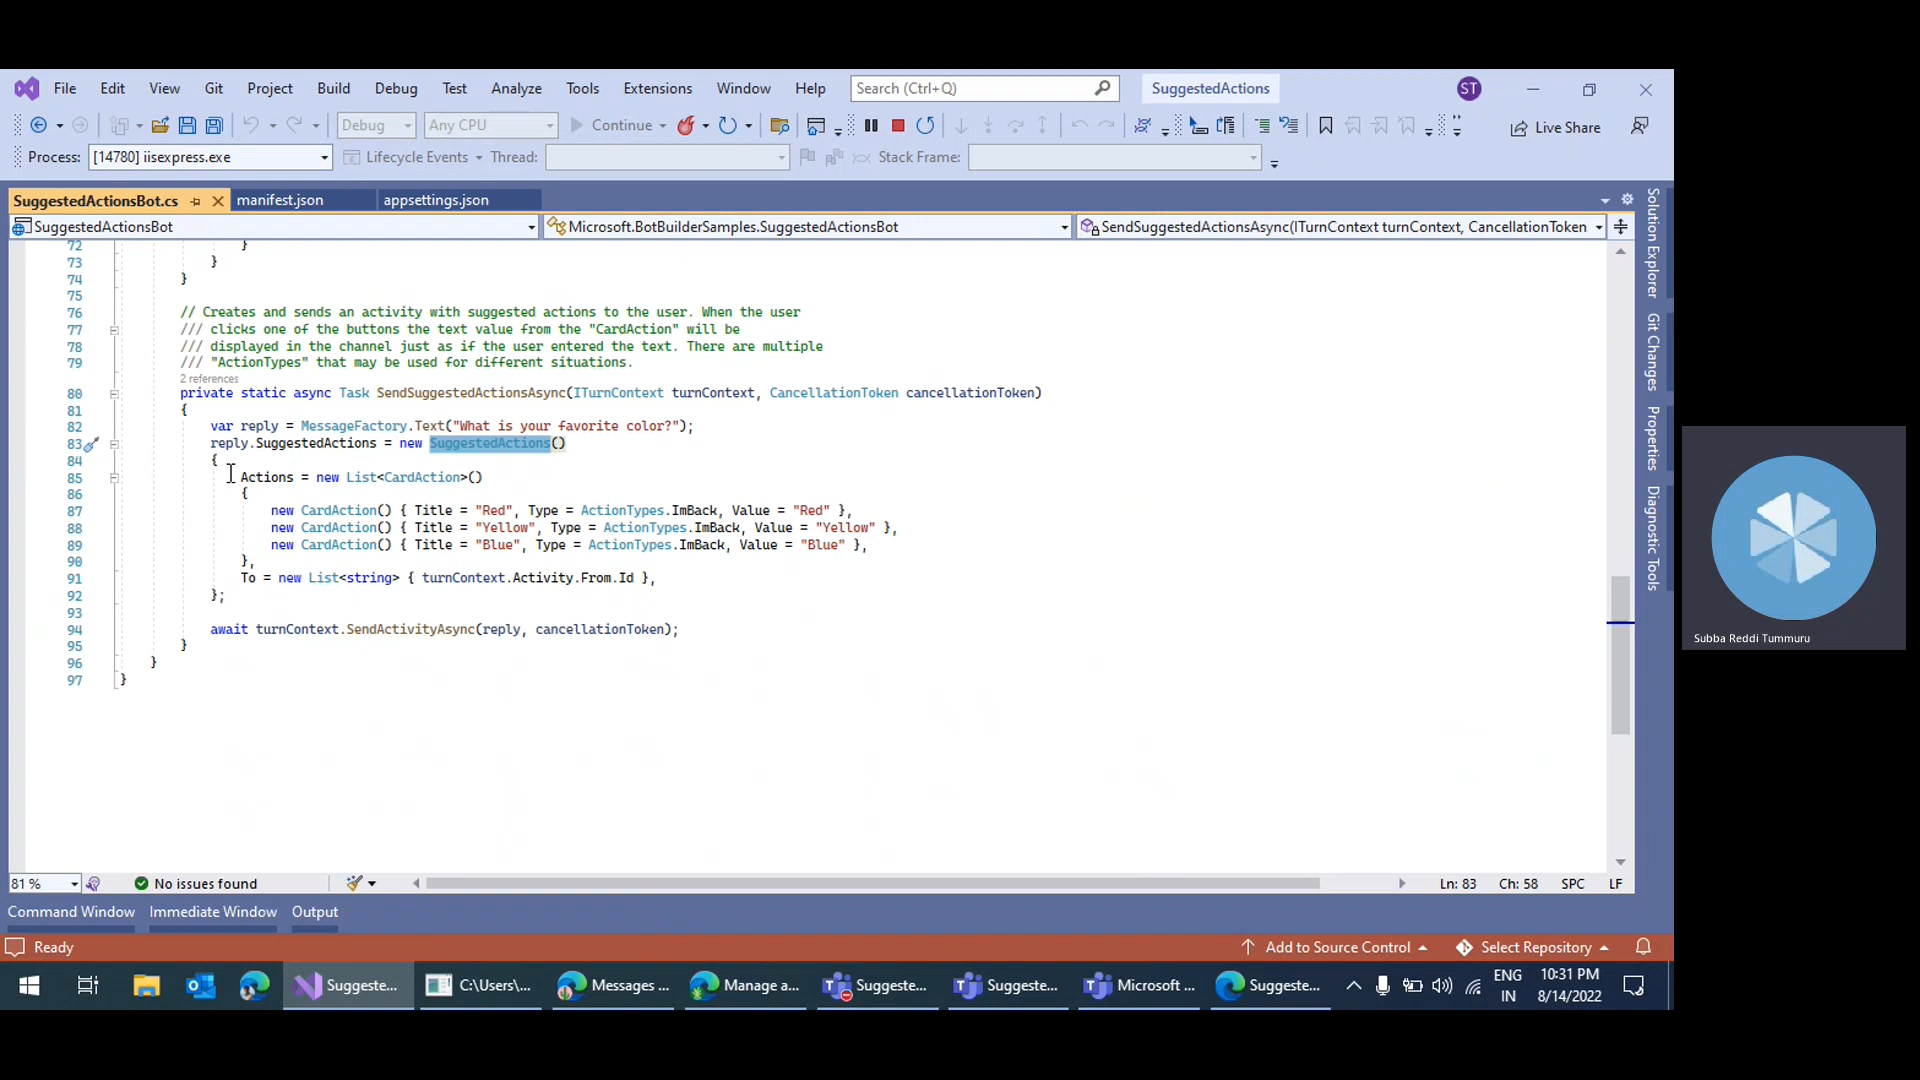 File Edit View Git Project Build Debug Test Analyze Tools Extensions Window Help Search (Ctrl+Q) SuggestedActions ST
Debug Any CPU Continue Live Share
Process: [14780] iisexpress.exe Lifecycle Events Thread: Stack Frame:
SuggestedActionsBot.cs manifest.json appsettings.json
SuggestedActionsBot Microsoft.BotBuilderSamples.SuggestedActionsBot SendSuggestedActionsAsync(ITurnContext turnContext, CancellationToken
72 }
73 }
74 }
75
76 // Creates and sends an activity with suggested actions to the user. When the user
77 /// clicks one of the buttons the text value from the "CardAction" will be
78 /// displayed in the channel just as if the user entered the text. There are multiple
79 /// "ActionTypes" that may be used for different situations.
2 references
80 private static async Task SendSuggestedActionsAsync(ITurnContext turnContext, CancellationToken cancellationToken)
81 {
82 var reply = MessageFactory.Text("What is your favorite color?");
83 reply.SuggestedActions = new SuggestedActions()
84 {
85 Actions = new List<CardAction>()
86 {
87 new CardAction() { Title = "Red", Type = ActionTypes.ImBack, Value = "Red" },
88 new CardAction() { Title = "Yellow", Type = ActionTypes.ImBack, Value = "Yellow" },
89 new CardAction() { Title = "Blue", Type = ActionTypes.ImBack, Value = "Blue" },
90 },
91 To = new List<string> { turnContext.Activity.From.Id },
92 };
93
94 await turnContext.SendActivityAsync(reply, cancellationToken);
95 }
96 }
97 }
Solution Explorer
Git Changes
Properties
Diagnostic Tools
Subba Reddi Tummuru
81 % No issues found Ln: 83 Ch: 58 SPC LF
Command Window Immediate Window Output
Ready Add to Source Control Select Repository
Suggeste... C:\Users\... Messages ... Manage a... Suggeste... Suggeste... Microsoft ... Suggeste... ENG 10:31 PM
IN 8/14/2022